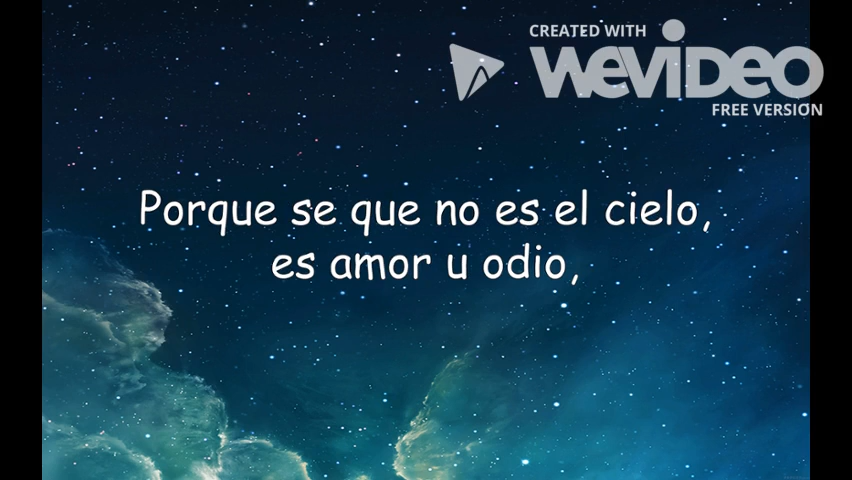 CREATED WITH
WEVIDEO
FREE VERSION
Porque se que no es el cielo,
es amor u odio,